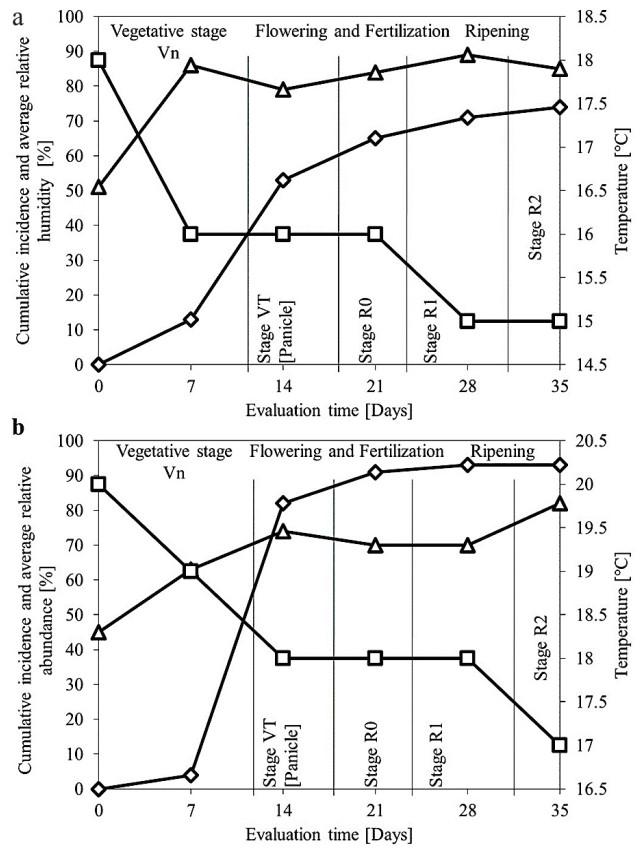 a
Vegetative stage
Vn
Flowering and Fertilization
Ripening
Cumulative incidence and average relative
humidity [%]
100
90
80
70
60
50
40
30
20
10
0
18.5
18
17.5
17
16.5
16
15.5
15
14.5
Temperature [°C]
Stage VT
[Panicle]
Stage R0
Stage R1
Stage R2
0 7 14 21 28 35
Evaluation time [Days]
b
Vegetative stage
Vn
Flowering and Fertilization
Ripening
Cumulative incidence and average relative
abundance [%]
100
90
80
70
60
50
40
30
20
10
0
20.5
20
19.5
19
18.5
18
17.5
17
16.5
Temperature [°C]
Stage VT
[Panicle]
Stage R0
Stage R1
Stage R2
0 7 14 21 28 35
Evaluation time [Days]